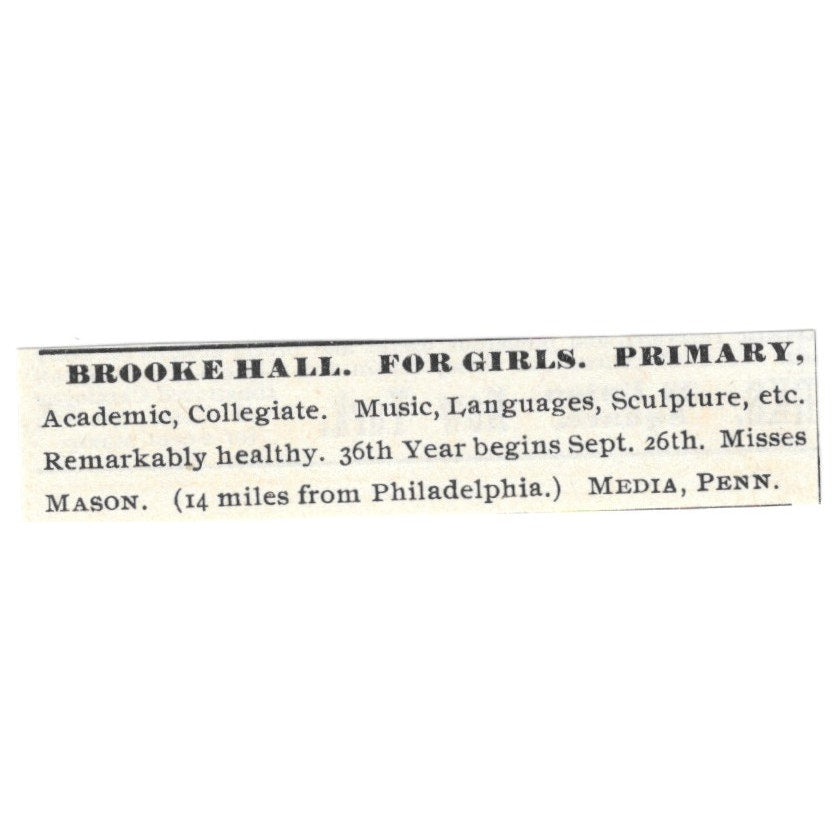 BROOKE HALL. FOR GIRLS. PRIMARY,
Academic, Collegiate. Music, Languages, Sculpture, etc.
Remarkably healthy. 36th Year begins Sept. 26th. Misses
MASON. (14 miles from Philadelphia.) MEDIA, PENN.